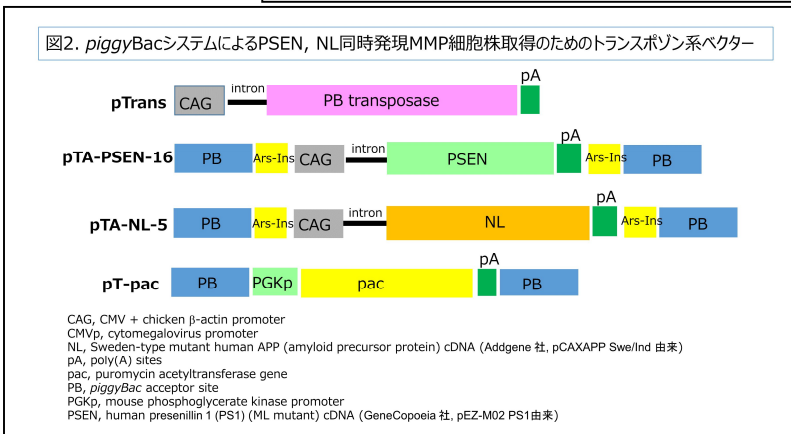 図2. piggyBacシステムによるPSEN, NL同時発現MMP細胞株取得のためのトランスポゾン系ベクター
pTrans CAG intron PB transposase pA
pTA-PSEN-16 PB Ars-Ins CAG intron PSEN pA Ars-Ins PB
pTA-NL-5 PB Ars-Ins CAG intron NL pA Ars-Ins PB
pT-pac PB PGKp pac pA PB
CAG, CMV + chicken β-actin promoter
CMVp, cytomegalovirus promoter
NL, Sweden-type mutant human APP (amyloid precursor protein) cDNA (Addgene 社, pCAXAPP Swe/Ind 由来)
pA, poly(A) sites
pac, puromycin acetyltransferase gene
PB, piggyBac acceptor site
PGKp, mouse phosphoglycerate kinase promoter
PSEN, human presenillin 1 (PS1) (ML mutant) cDNA (GeneCopoeia 社, pEZ-M02 PS1由来)